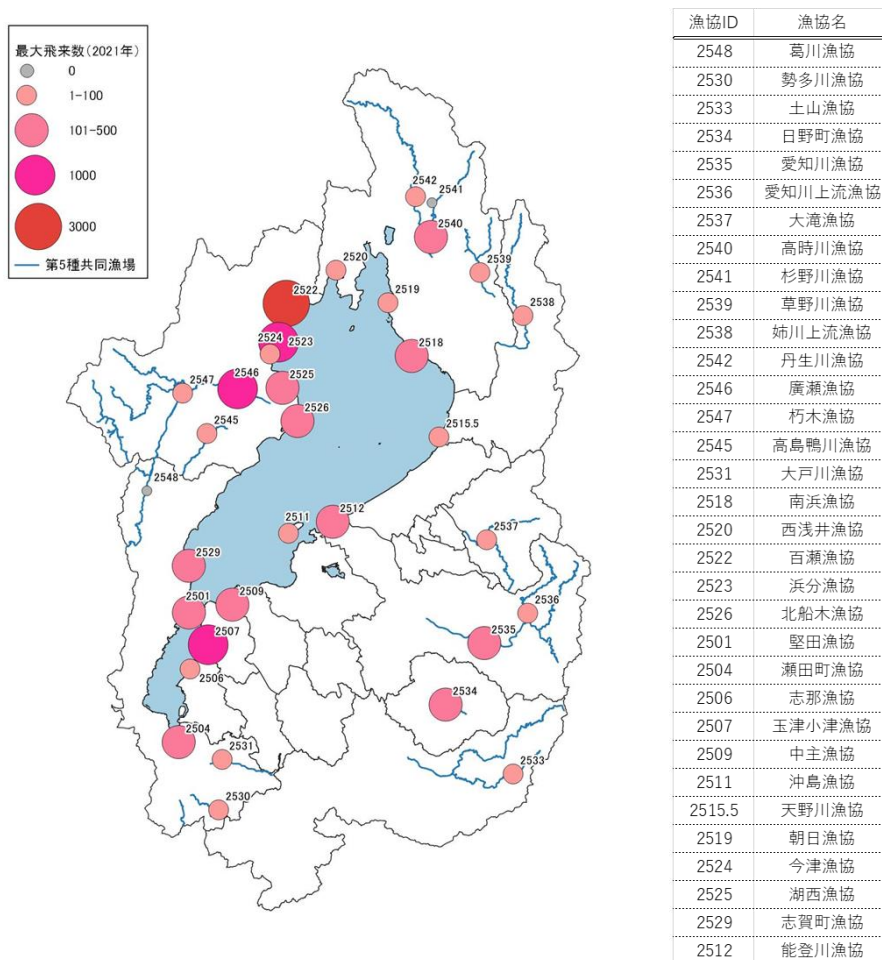 最大飛来数(2021年)
0
1-100
101-500
1000
3000
第5種共同漁場
2542
2541
2540
2520
2539
2522
2519
2538
2524
2523
2518
2546
2547
2525
2526
2545
2515.5
2548
2512
2511
2537
2529
2509
2501
2536
2507
2535
2506
2534
2504
2531
2533
2530
漁協ID 漁協名
2548 葛川漁協
2530 勢多川漁協
2533 土山漁協
2534 日野町漁協
2535 愛知川漁協
2536 愛知川上流漁協
2537 大滝漁協
2540 高時川漁協
2541 杉野川漁協
2539 草野川漁協
2538 姉川上流漁協
2542 丹生川漁協
2546 廣瀬漁協
2547 朽木漁協
2545 高島鴨川漁協
2531 大戸川漁協
2518 南浜漁協
2520 西浅井漁協
2522 百瀬漁協
2523 浜分漁協
2526 北船木漁協
2501 堅田漁協
2504 瀬田町漁協
2506 志那漁協
2507 玉津小津漁協
2509 中主漁協
2511 沖島漁協
2515.5 天野川漁協
2519 朝日漁協
2524 今津漁協
2525 湖西漁協
2529 志賀町漁協
2512 能登川漁協